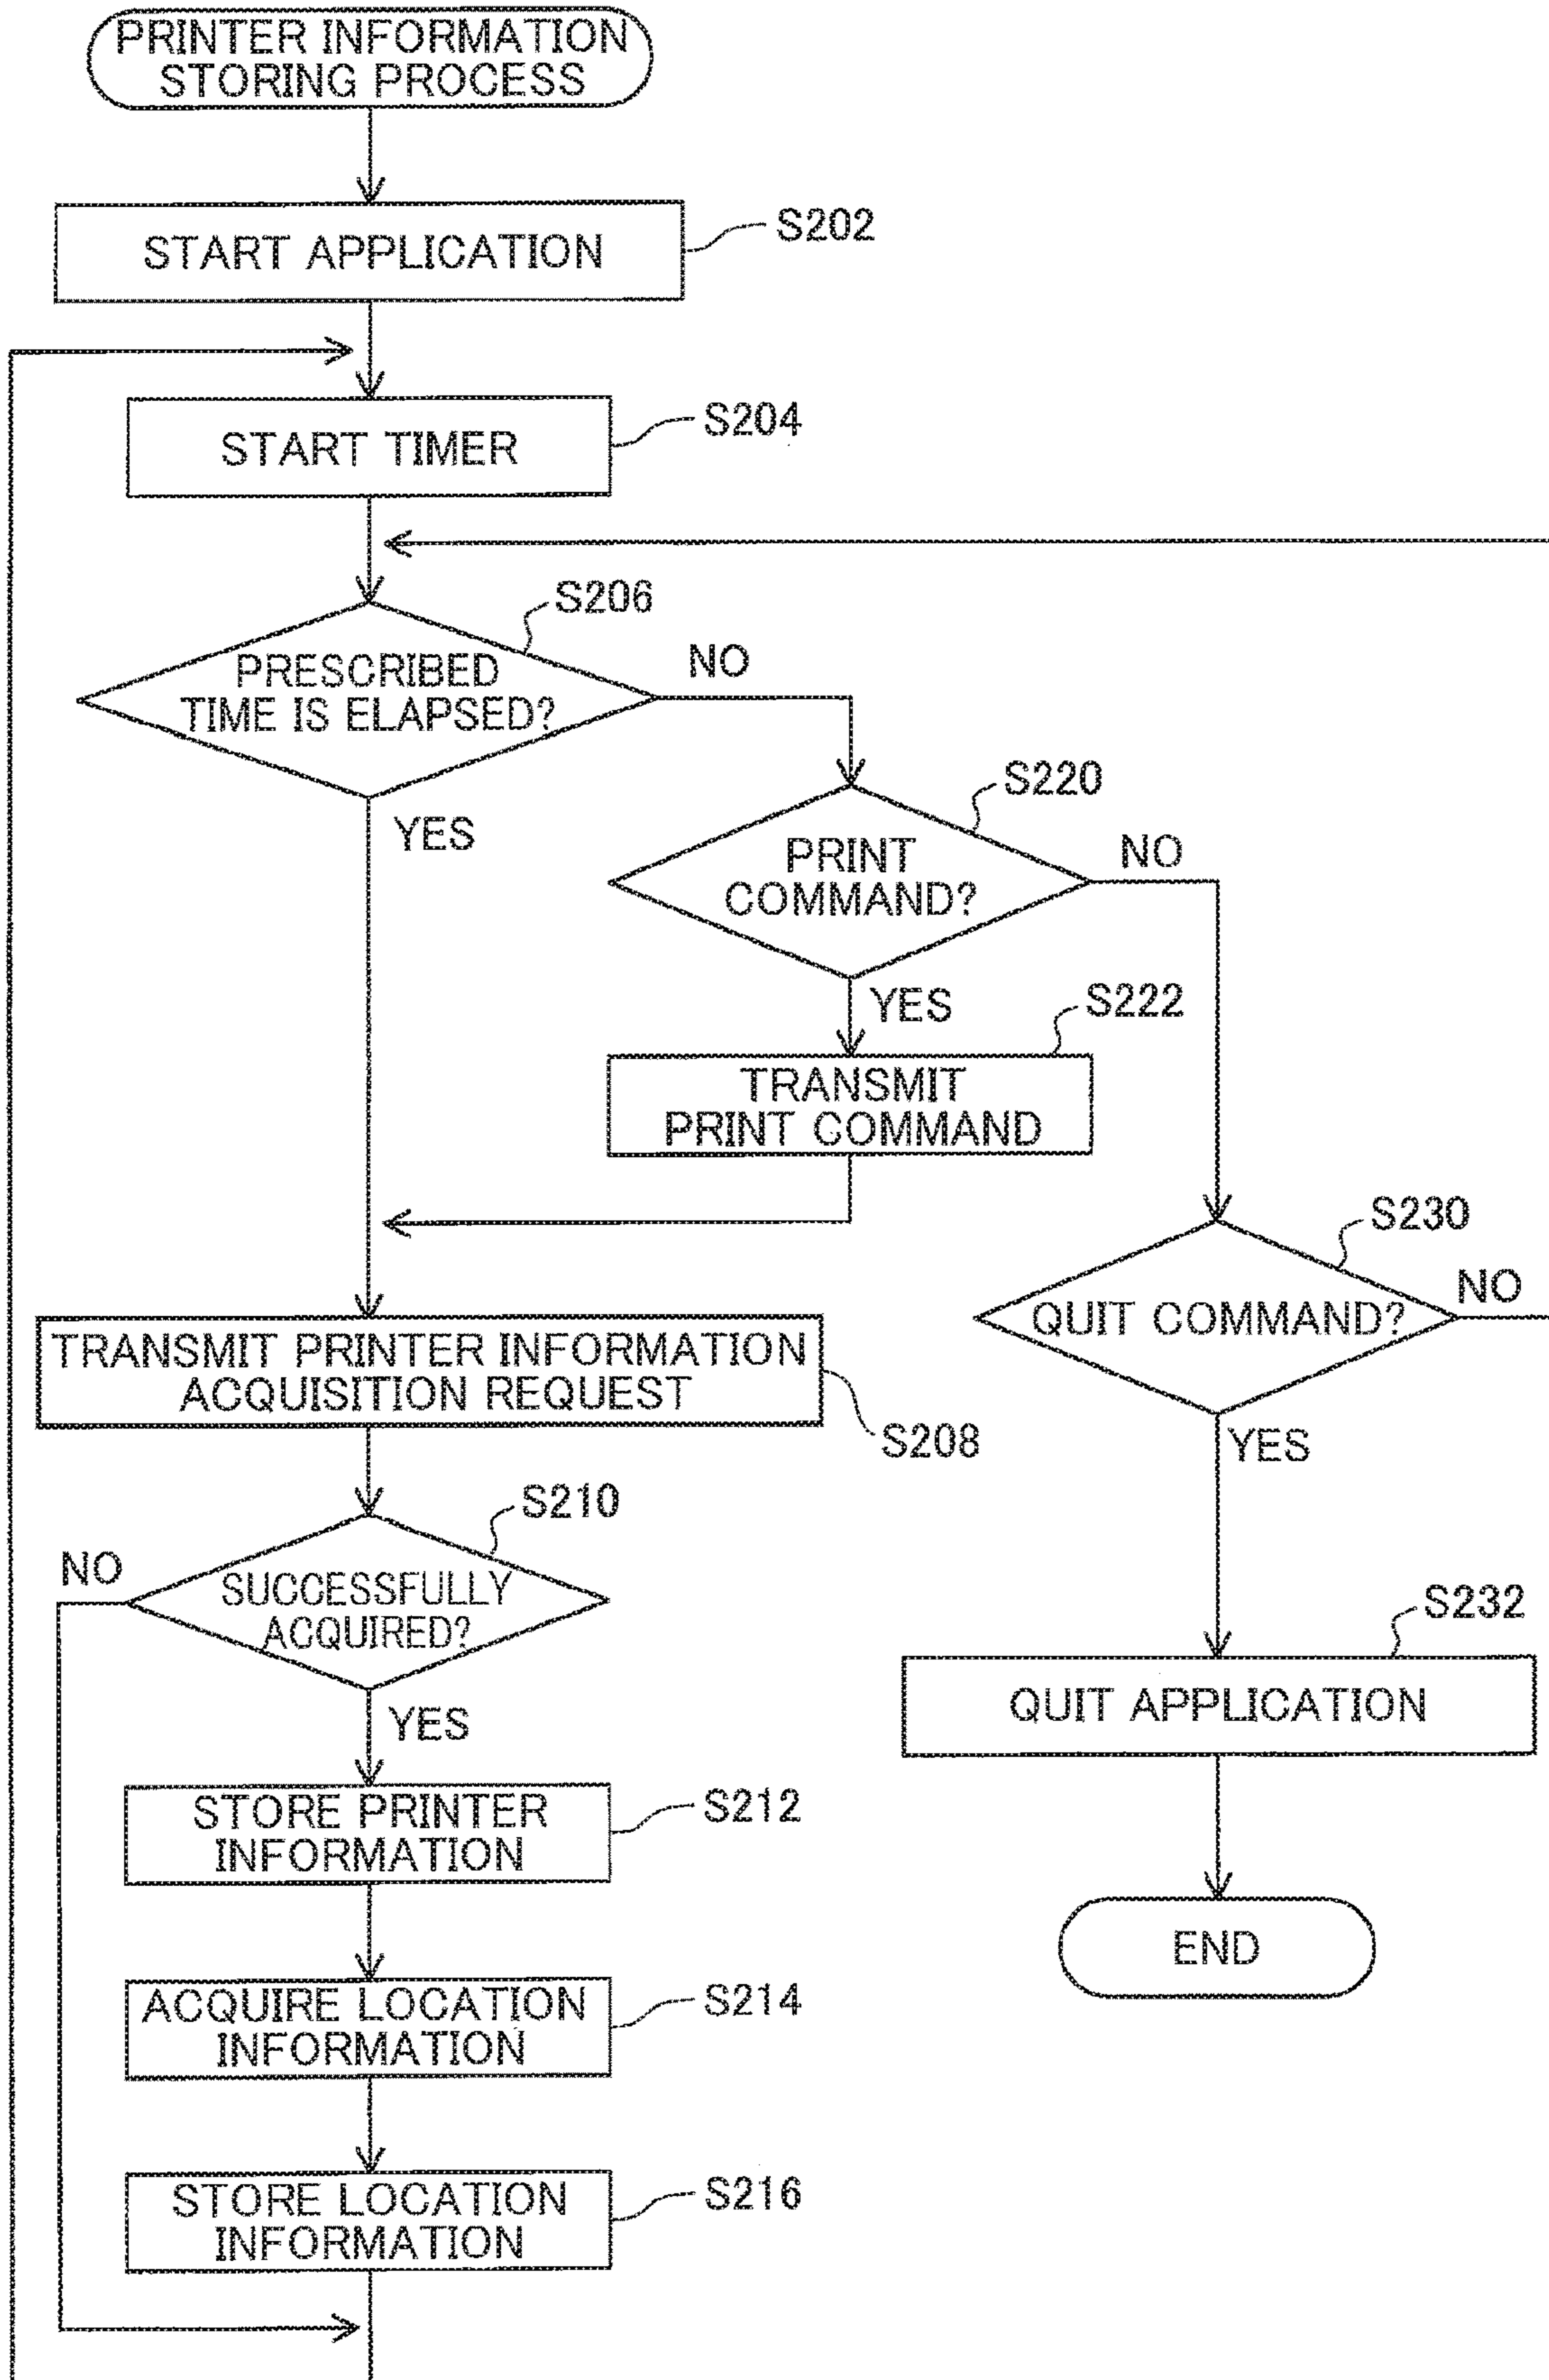 PRINTER INFORMATION
STORING PROCESS
START APPLICATION
S202
START TIMER
S204
S206
PRESCRIBED
TIME IS ELAPSED?
NO
YES
S220
PRINT
COMMAND?
NO
YES
S222
TRANSMIT
PRINT COMMAND
S230
QUIT COMMAND?
NO
YES
TRANSMIT PRINTER INFORMATION
ACQUISITION REQUEST
S208
S210
NO
SUCCESSFULLY
ACQUIRED?
YES
S232
QUIT APPLICATION
STORE PRINTER
INFORMATION
S212
END
ACQUIRE LOCATION
INFORMATION
S214
STORE LOCATION
INFORMATION
S216